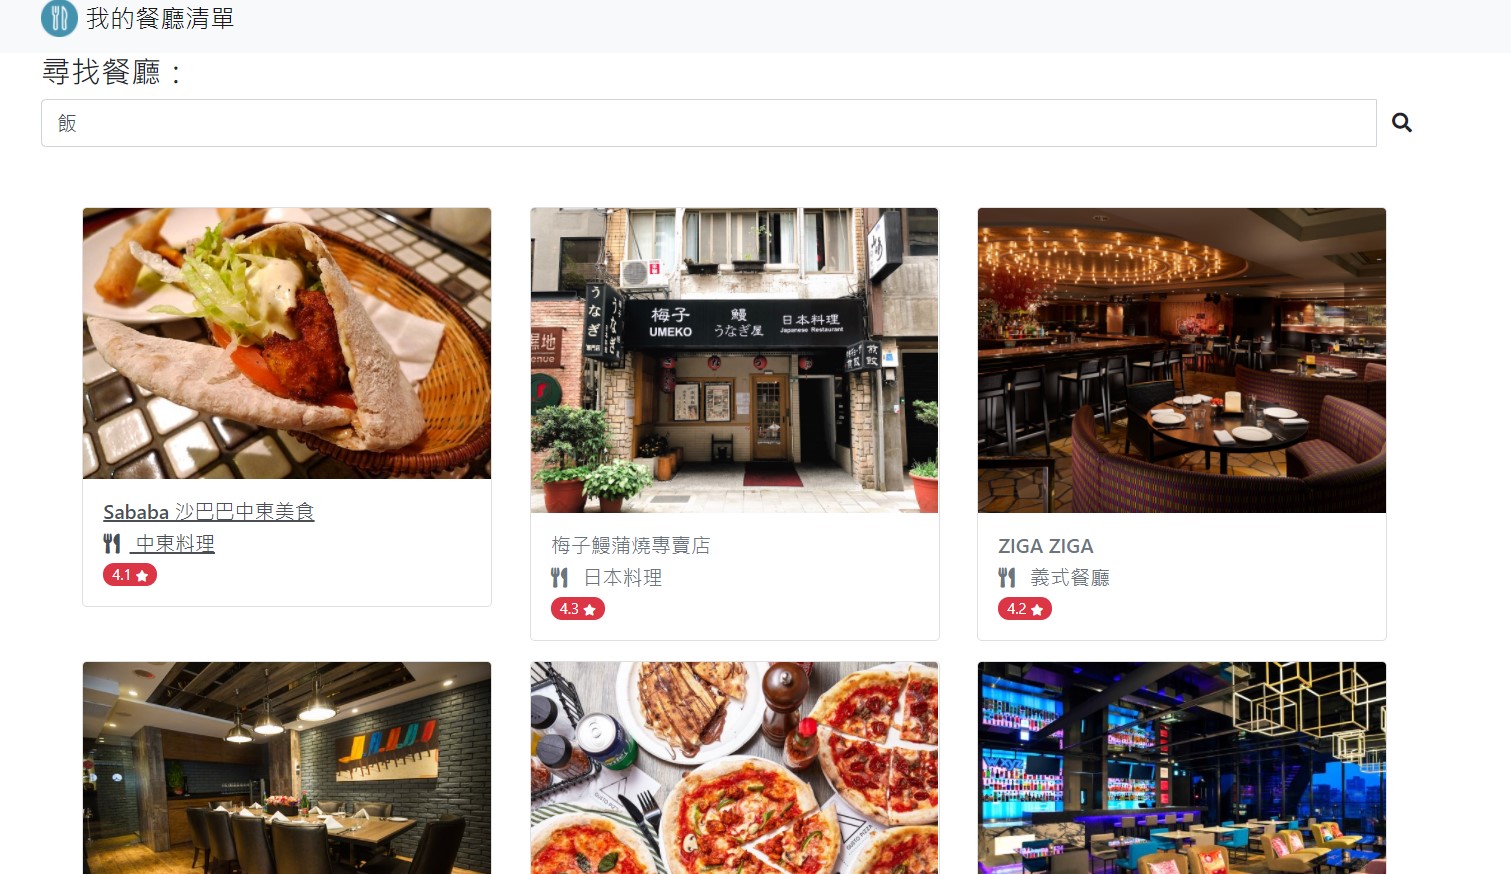 我的餐廳清單
尋找餐廳：
飯
うなぎ
梅子
UMEKO
鰻
うなぎ屋
日本料理
Japanese Restaurant
Sababa 沙巴巴中東美食
中東料理
4.1
梅子鰻蒲燒專賣店
日本料理
4.3
ZIGA ZIGA
義式餐廳
4.2